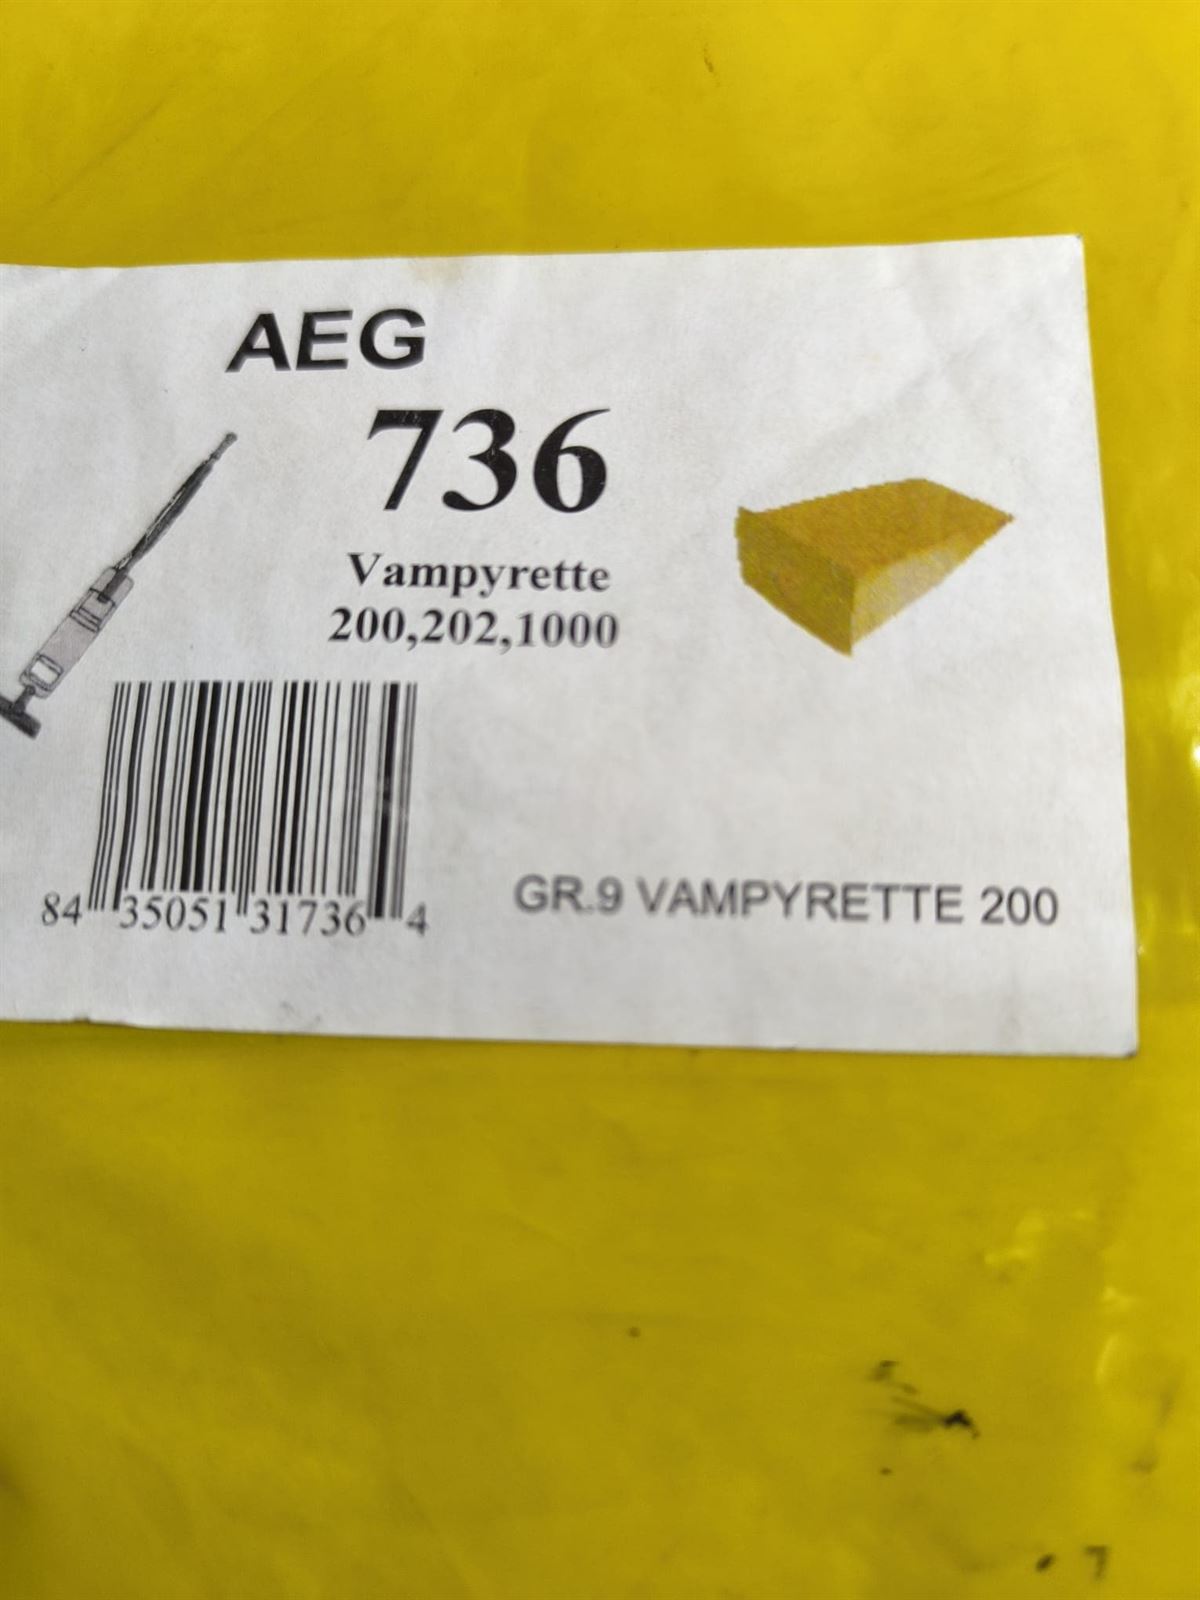 AEG
736
Vampyrette
200,202,1000
84 35051 31736 4
GR.9 VAMPYRETTE 200